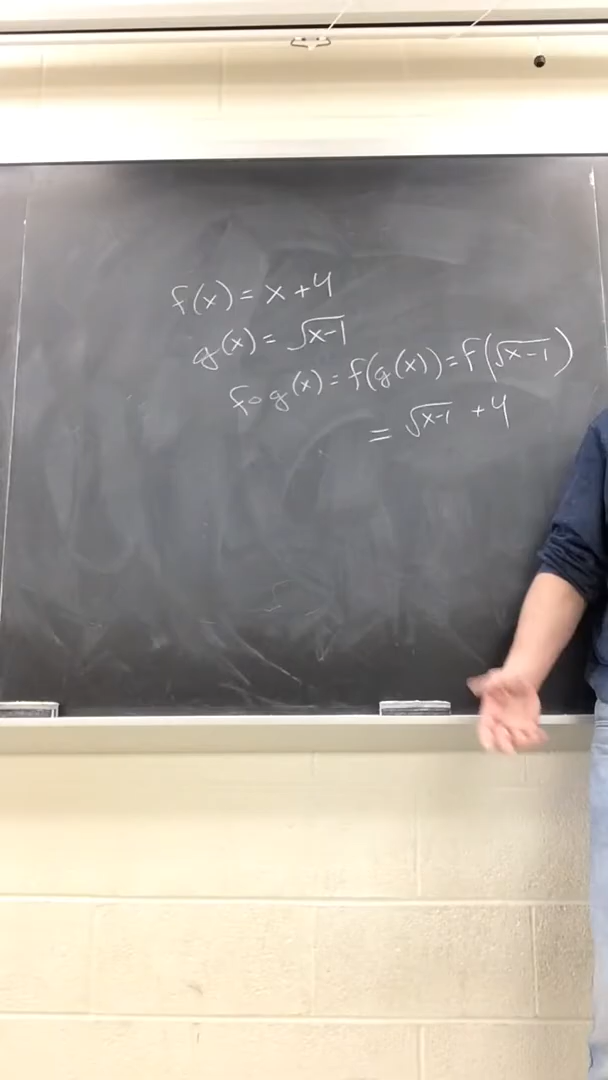 f(x) = x + 4
g(x) = √x-1
f∘g(x) = f(g(x)) = f(√x-1)
= √x-1 + 4